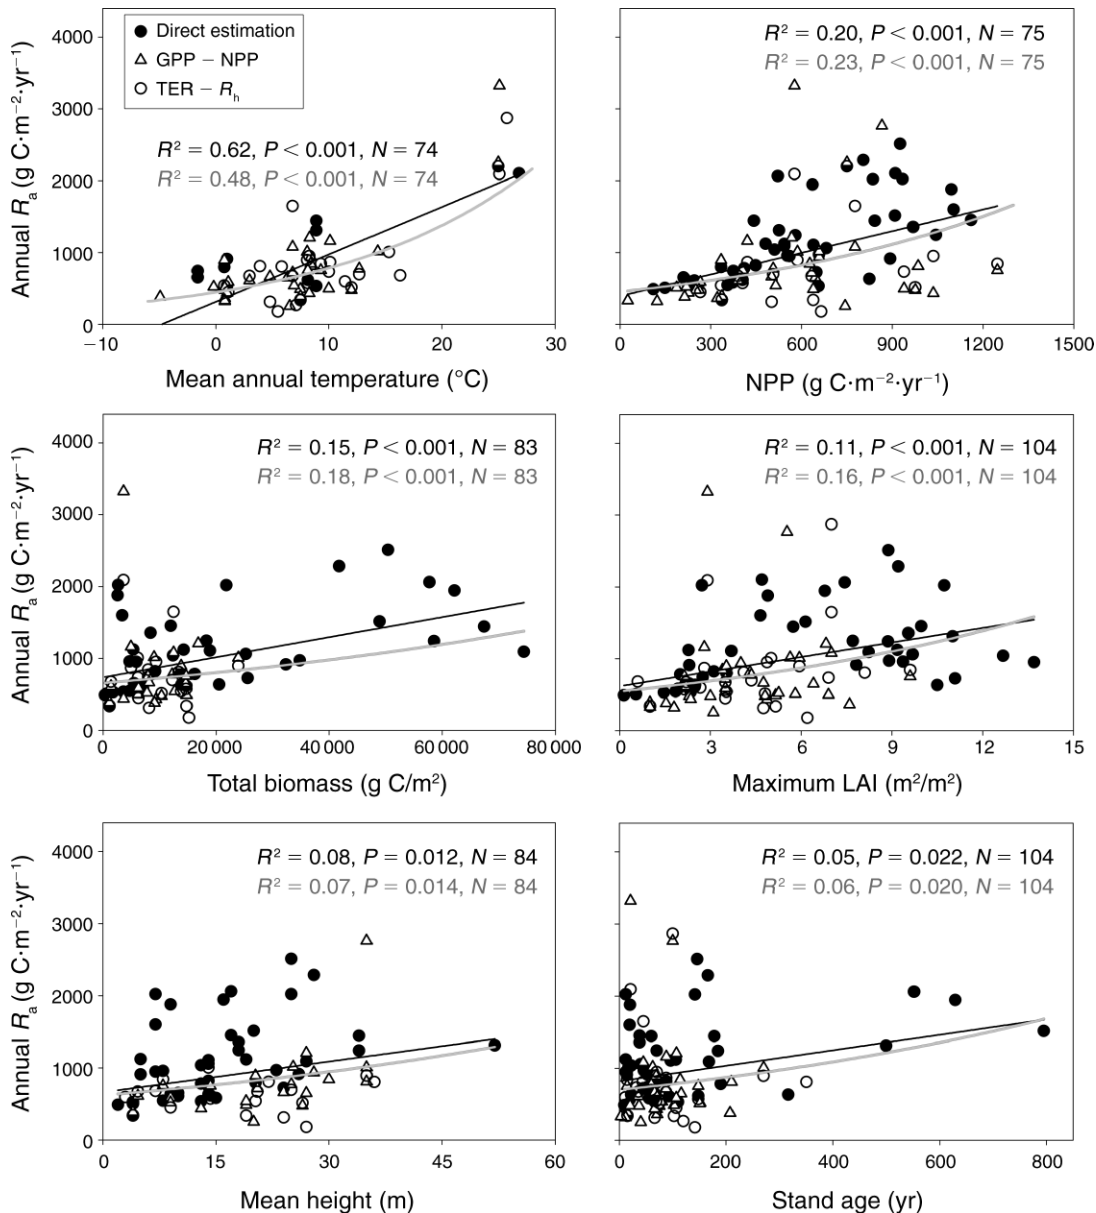 4000
3000
2000
1000
0
Annual Ra (g C·m−2·yr−1)
Direct estimation
GPP − NPP
TER − Rh
R2 = 0.62, P < 0.001, N = 74
R2 = 0.48, P < 0.001, N = 74
−10 0 10 20 30
Mean annual temperature (°C)
R2 = 0.20, P < 0.001, N = 75
R2 = 0.23, P < 0.001, N = 75
0 300 600 900 1200 1500
NPP (g C·m−2·yr−1)
4000
3000
2000
1000
0
Annual Ra (g C·m−2·yr−1)
R2 = 0.15, P < 0.001, N = 83
R2 = 0.18, P < 0.001, N = 83
0 20 000 40 000 60 000 80 000
Total biomass (g C/m2)
R2 = 0.11, P < 0.001, N = 104
R2 = 0.16, P < 0.001, N = 104
0 3 6 9 12 15
Maximum LAI (m2/m2)
4000
3000
2000
1000
0
Annual Ra (g C·m−2·yr−1)
R2 = 0.08, P = 0.012, N = 84
R2 = 0.07, P = 0.014, N = 84
0 15 30 45 60
Mean height (m)
R2 = 0.05, P = 0.022, N = 104
R2 = 0.06, P = 0.020, N = 104
0 200 400 600 800
Stand age (yr)